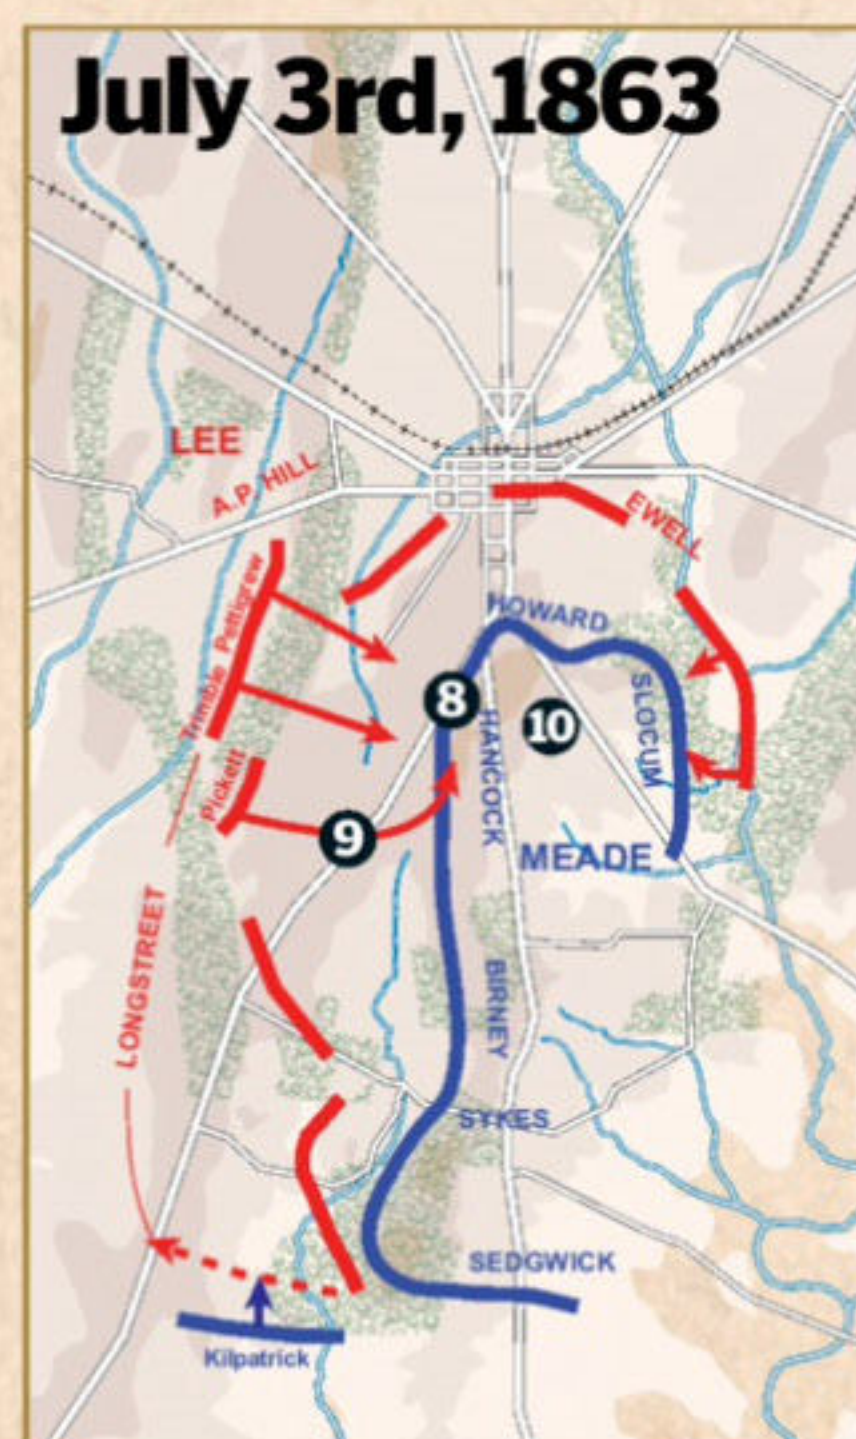 July 3rd, 1863
LEE
A.P. HILL
EWELL
Pettigrew
Trimble
HOWARD
SLOCUM
8
10
HANCOCK
Pickett
9
MEADE
LONGSTREET
BIRNEY
SYKES
SEDGWICK
Kilpatrick